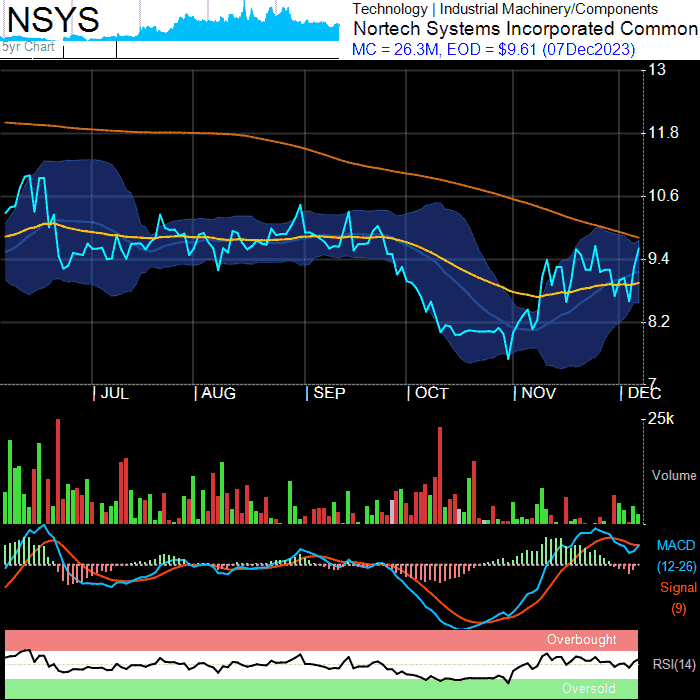 NSYS
5yr Chart
Technology | Industrial Machinery/Components
Nortech Systems Incorporated Common
MC = 26.3M, EOD = $9.61 (07Dec2023)
13
11.8
10.6
9.4
8.2
7
| JUL | AUG | SEP | OCT | NOV | DEC
25k
Volume
MACD
(12-26)
Signal
(9)
Overbought
RSI(14)
Oversold